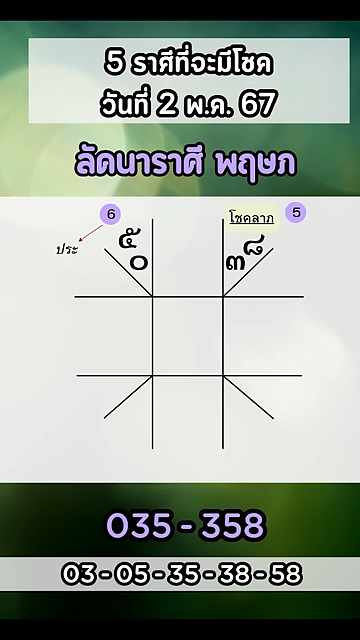 5 ราศีที่จะมีโชค
วันที่ 2 พ.ค. 67
ลัคนาราศี พฤษภ
6
โชคลาภ
5
ประ
๕
๘
๐
๓
035 - 358
03 - 05 - 35 - 38 - 58